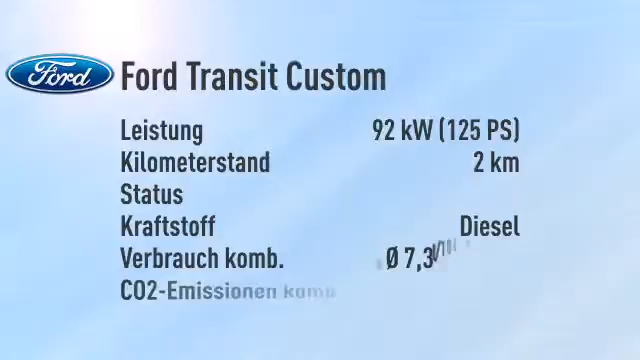 Ford
Ford Transit Custom
Leistung 92 kW (125 PS)
Kilometerstand 2 km
Status
Kraftstoff Diesel
Verbrauch komb. Ø 7,3
CO2-Emissionen komb